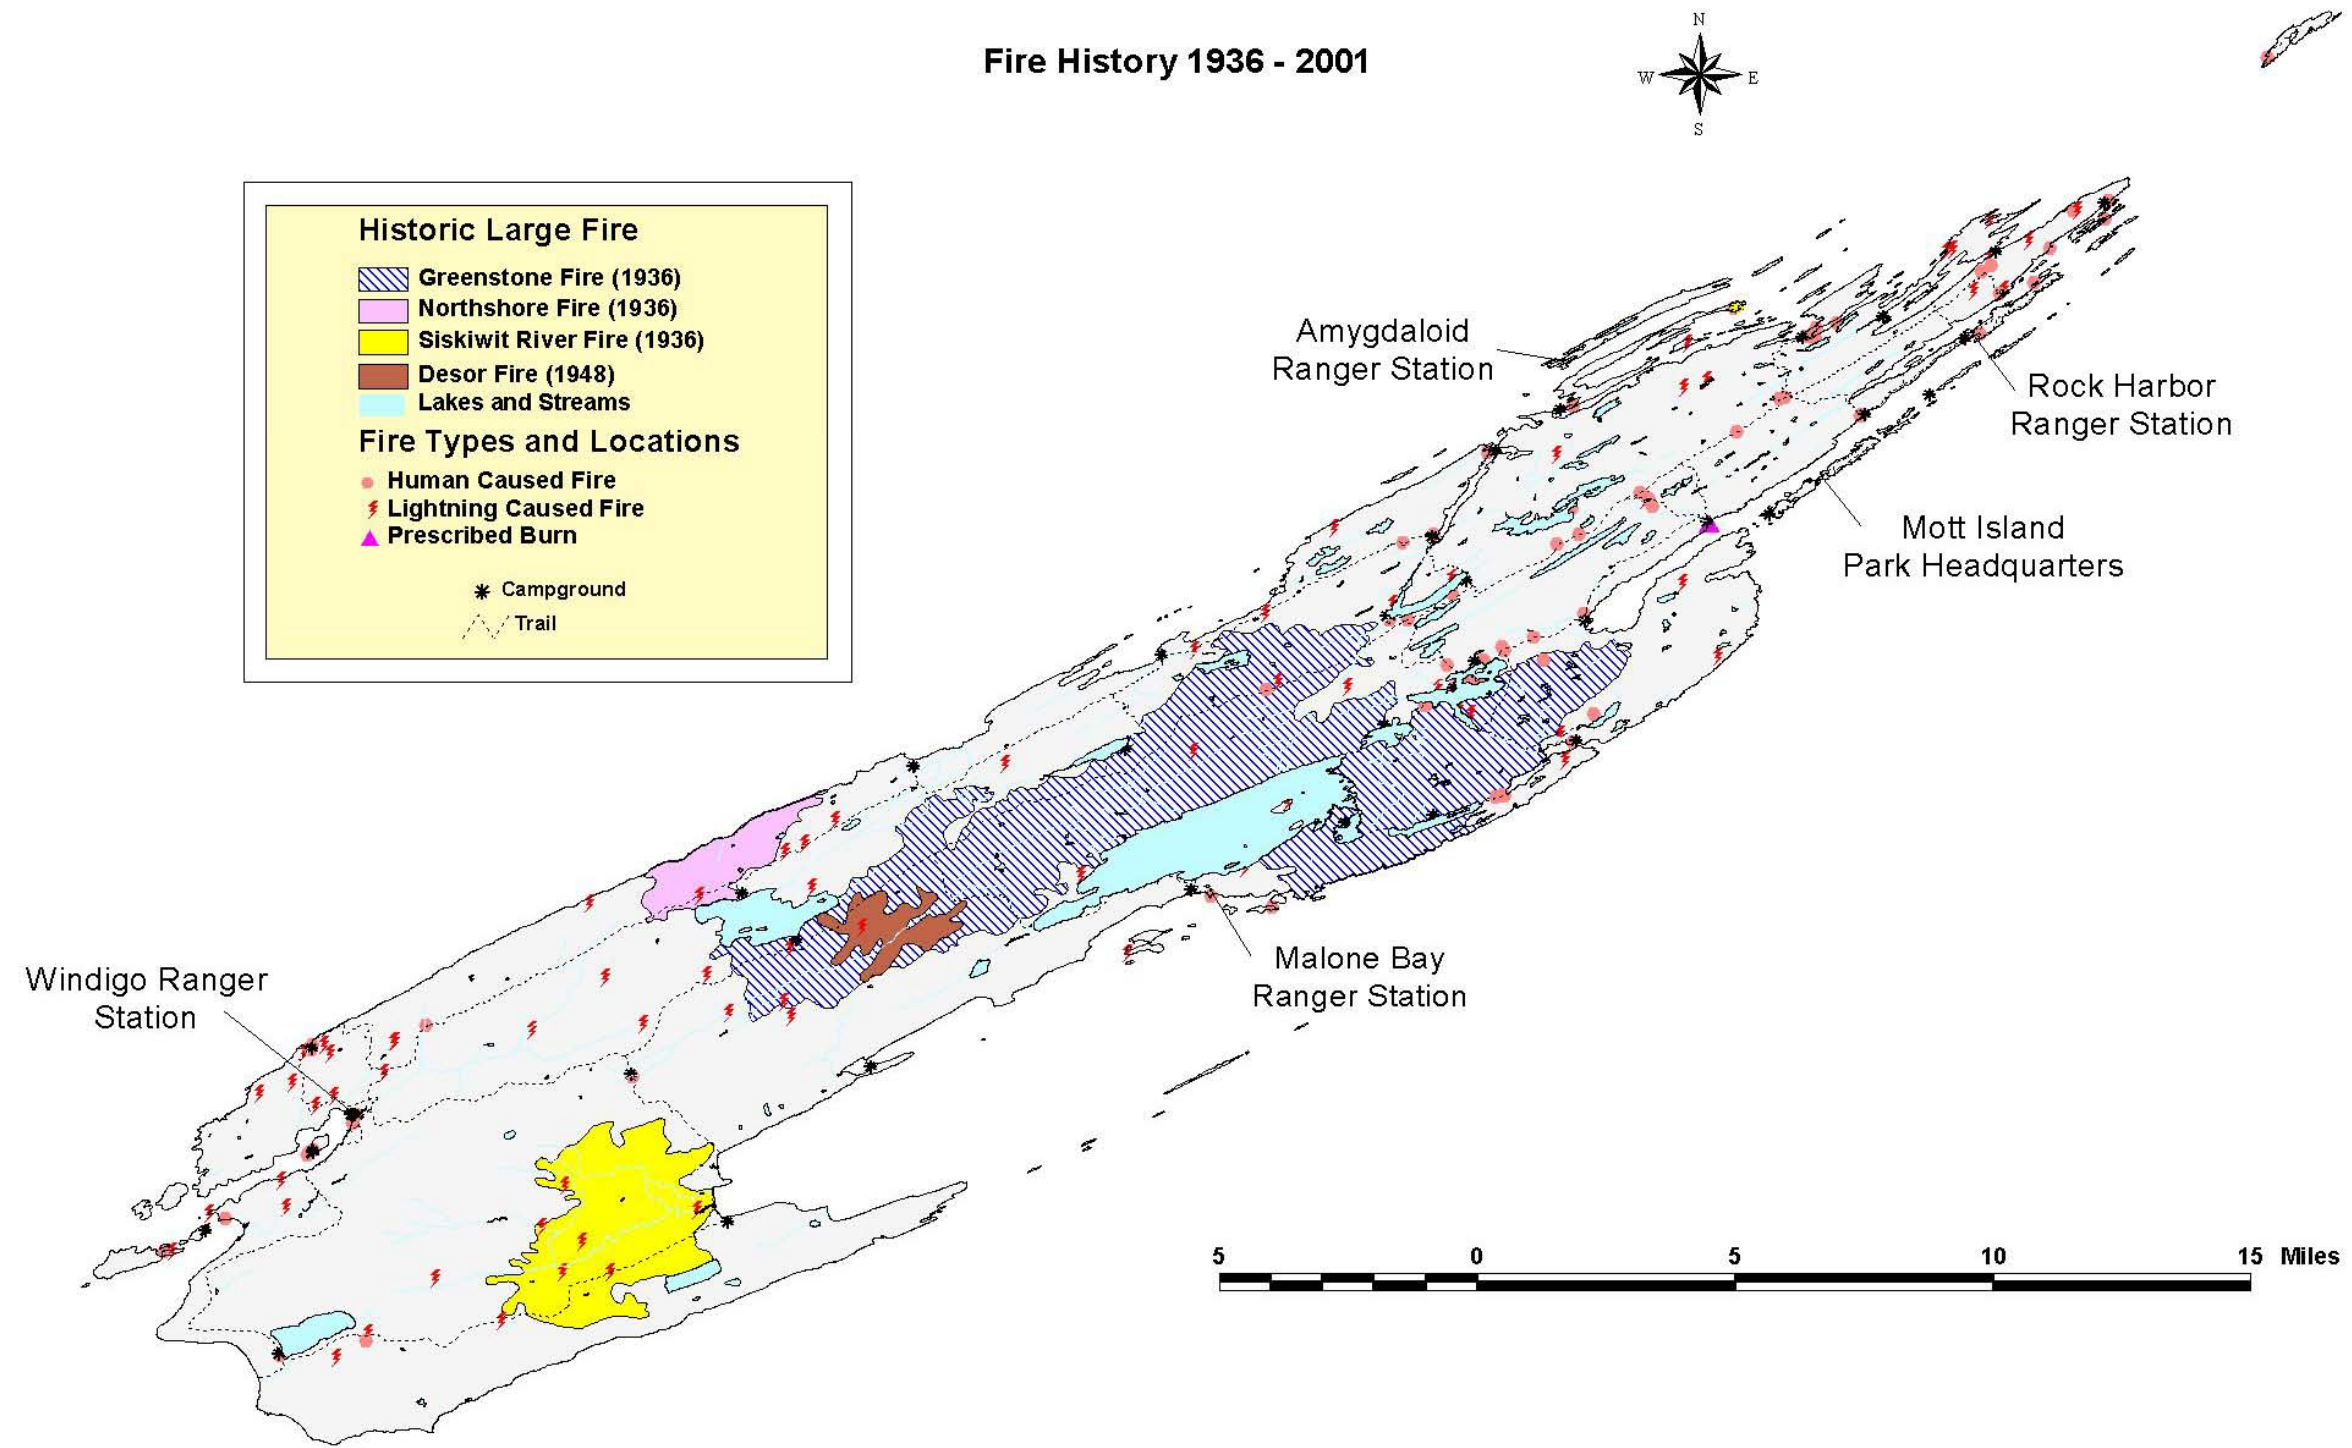 Fire History 1936 - 2001
N
W
E
S
Historic Large Fire
Greenstone Fire (1936)
Northshore Fire (1936)
Siskiwit River Fire (1936)
Desor Fire (1948)
Lakes and Streams
Fire Types and Locations
Human Caused Fire
Lightning Caused Fire
Prescribed Burn
Campground
Trail
Amygdaloid
Ranger Station
Rock Harbor
Ranger Station
Mott Island
Park Headquarters
Windigo Ranger
Station
Malone Bay
Ranger Station
5 0 5 10 15 Miles